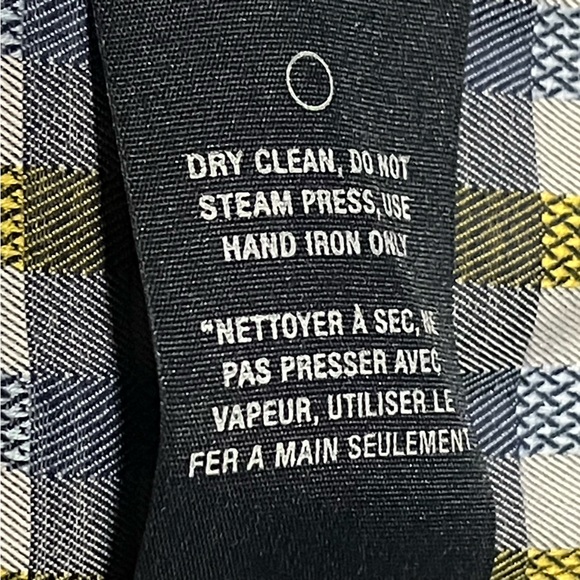 DRY CLEAN, DO NOT
STEAM PRESS, USE
HAND IRON ONLY
"NETTOYER À SEC, NE
PAS PRESSER AVEC
VAPEUR, UTILISER LE
FER A MAIN SEULEMENT